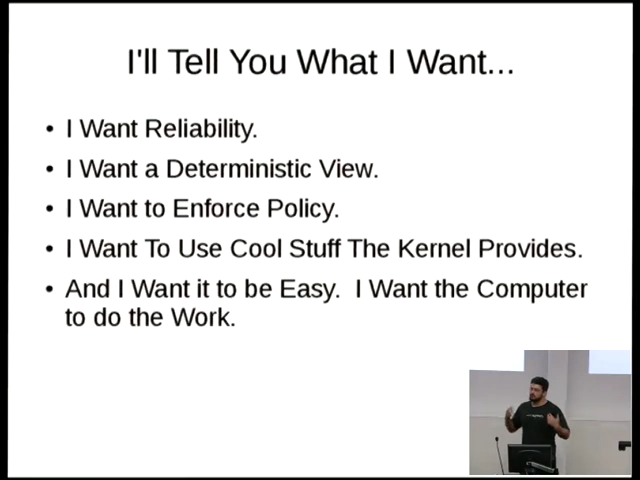 I'll Tell You What I Want...
• I Want Reliability.
• I Want a Deterministic View.
• I Want to Enforce Policy.
• I Want To Use Cool Stuff The Kernel Provides.
• And I Want it to be Easy.  I Want the Computer
to do the Work.